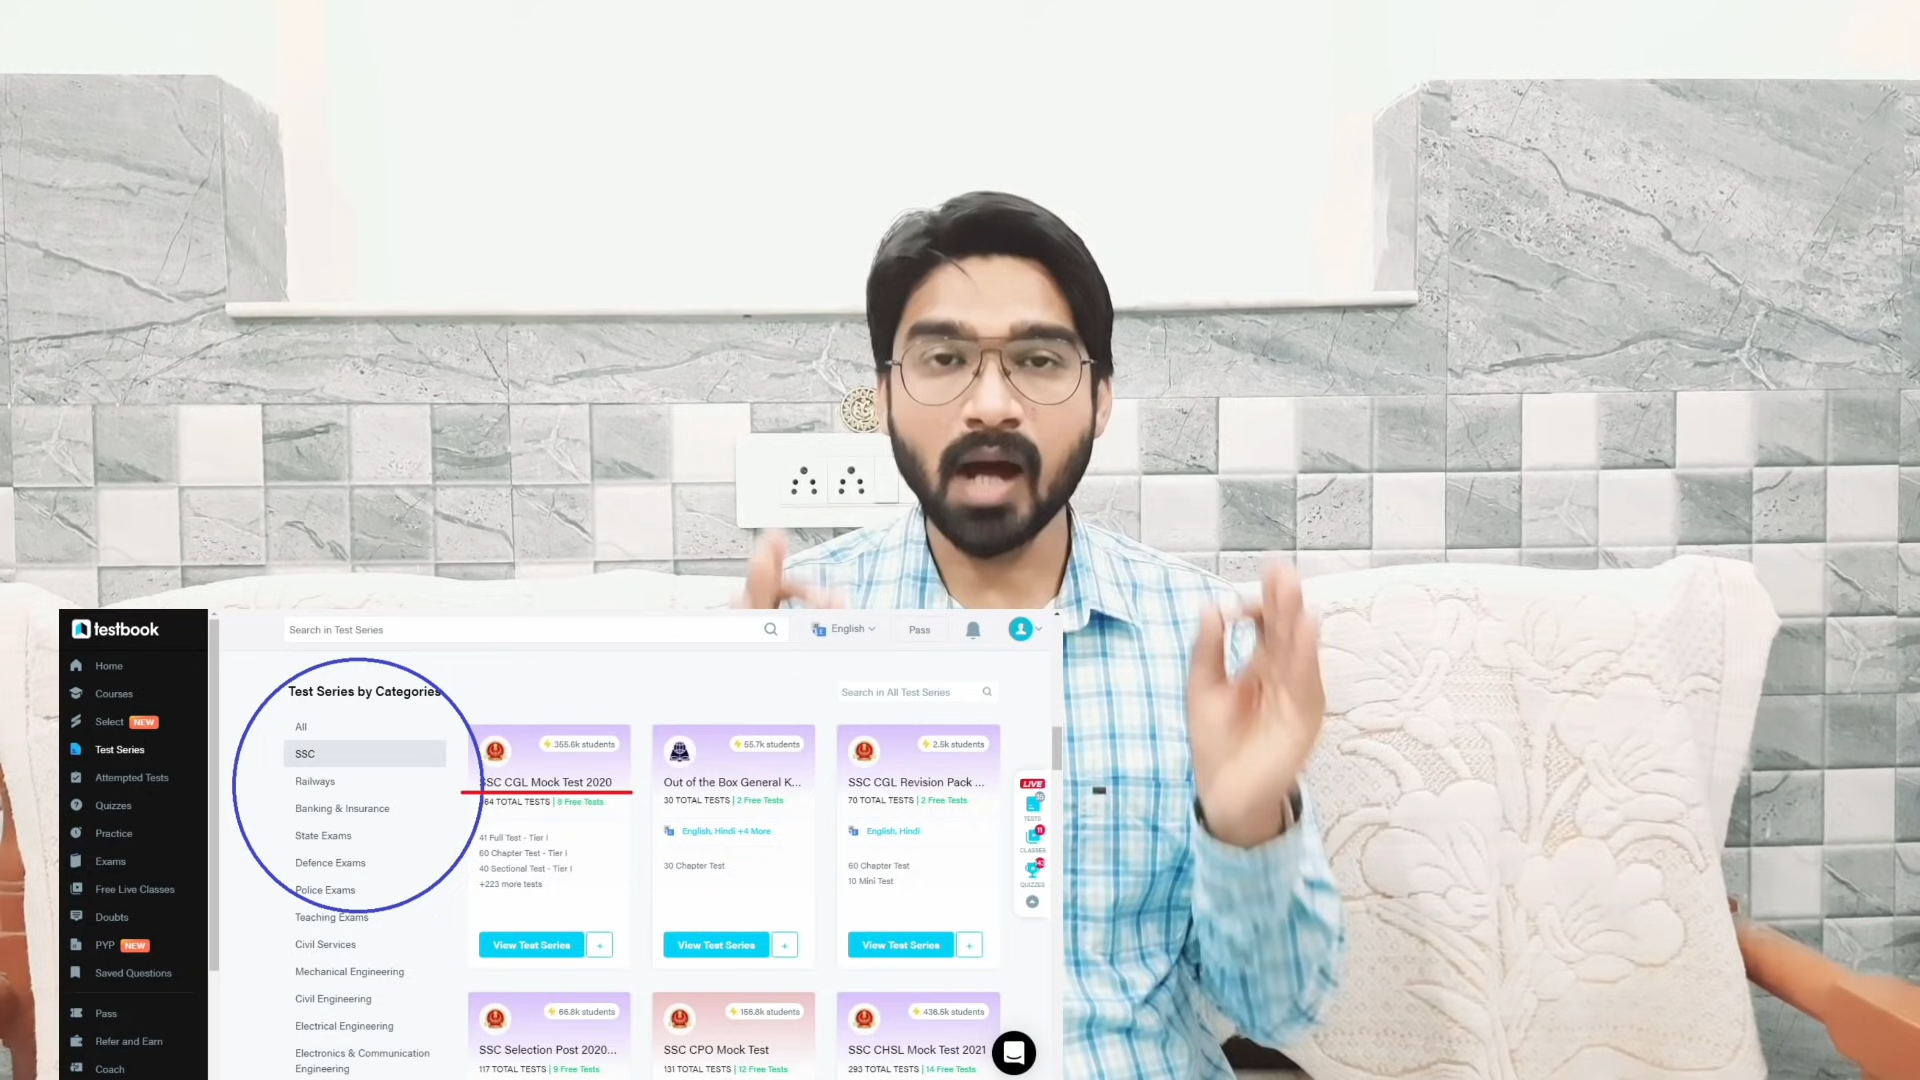 testbook
Search in Test Series
English
Pass
Home
Courses
Select NEW
Test Series
Attempted Tests
Quizzes
Practice
Exams
Free Live Classes
Doubts
PYP NEW
Saved Questions
Pass
Refer and Earn
Coach
Test Series by Categories
Search in All Test Series
All
SSC
Railways
Banking & Insurance
State Exams
Defence Exams
Police Exams
Teaching Exams
Civil Services
Mechanical Engineering
Civil Engineering
Electrical Engineering
Electronics & Communication
Engineering
355.6k students
SSC CGL Mock Test 2020
64 TOTAL TESTS | 8 Free Tests
41 Full Test - Tier I
60 Chapter Test - Tier I
40 Sectional Test - Tier I
+223 more tests
View Test Series +
55.7k students
Out of the Box General K...
30 TOTAL TESTS | 2 Free Tests
English, Hindi +4 More
30 Chapter Test
View Test Series +
2.5k students
SSC CGL Revision Pack ...
70 TOTAL TESTS | 2 Free Tests
English, Hindi
60 Chapter Test
10 Mini Test
View Test Series +
66.8k students
SSC Selection Post 2020...
117 TOTAL TESTS | 9 Free Tests
156.8k students
SSC CPO Mock Test
131 TOTAL TESTS | 12 Free Tests
436.5k students
SSC CHSL Mock Test 2021
293 TOTAL TESTS | 14 Free Tests
LIVE
TESTS
11
CLASSES
QUIZZES